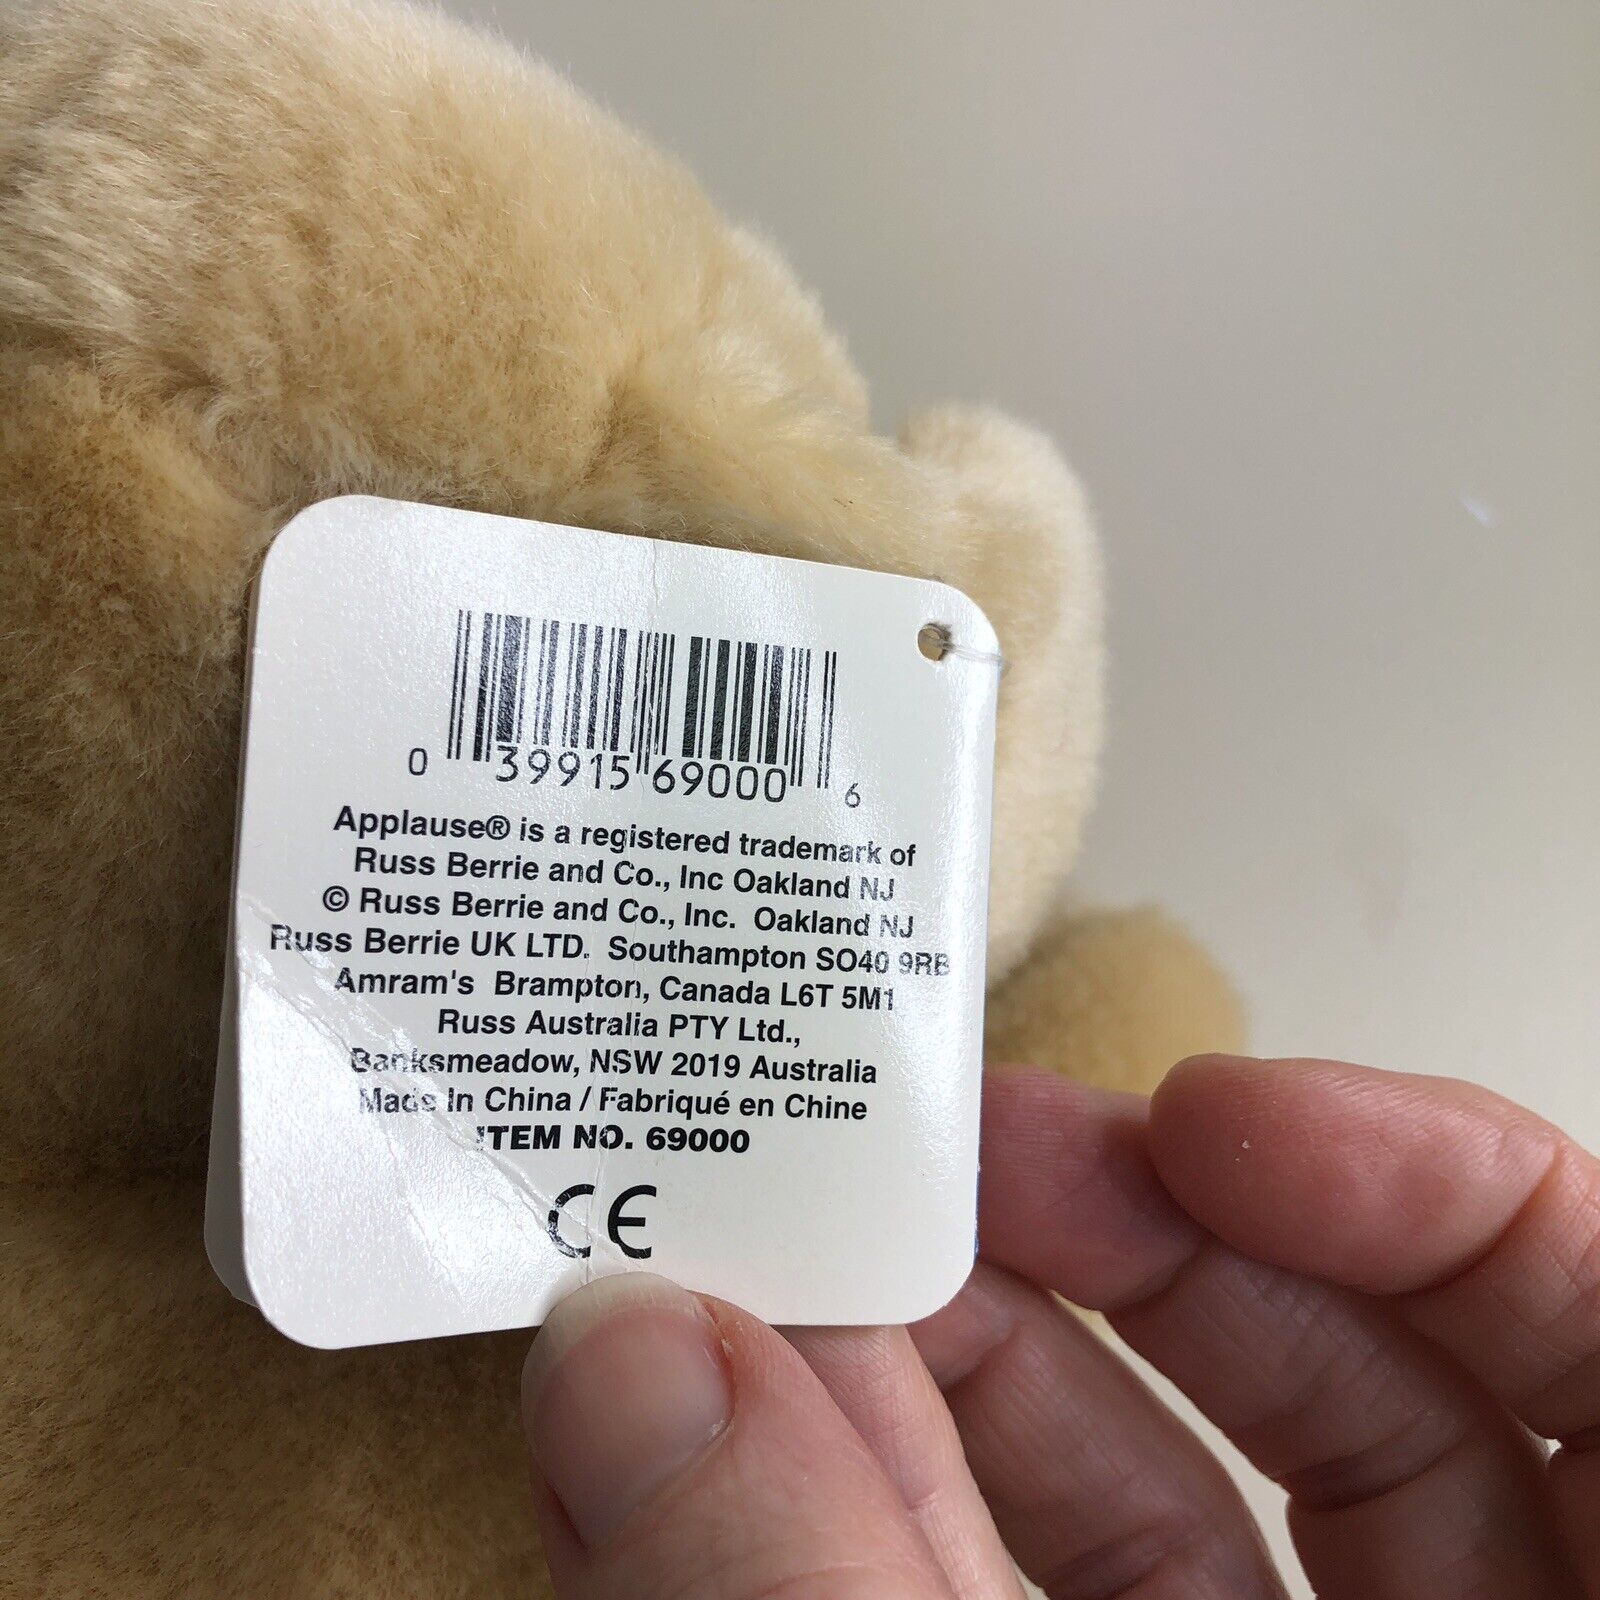 0 39915 69000 6
Applause® is a registered trademark of
Russ Berrie and Co., Inc Oakland NJ
© Russ Berrie and Co., Inc. Oakland NJ
Russ Berrie UK LTD. Southampton SO40 9RB
Amram's Brampton, Canada L6T 5M1
Russ Australia PTY Ltd.,
Banksmeadow, NSW 2019 Australia
Made In China / Fabriqué en Chine
ITEM NO. 69000
CE